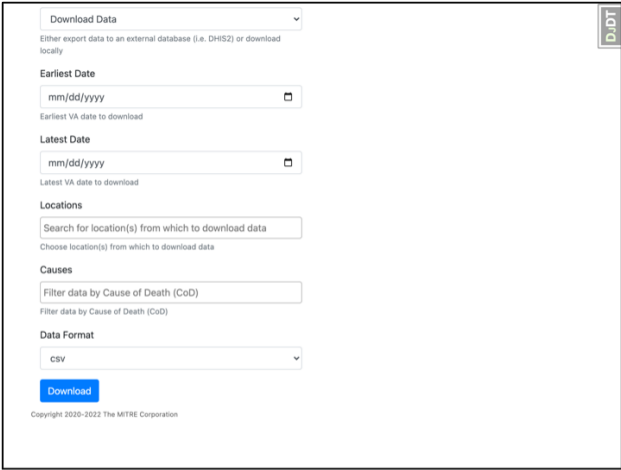 Download Data
Either export data to an external database (i.e. DHIS2) or download
locally
Earliest Date
mm/dd/yyyy
Earliest VA date to download
Latest Date
mm/dd/yyyy
Latest VA date to download
Locations
Search for location(s) from which to download data
Choose location(s) from which to download data
Causes
Filter data by Cause of Death (CoD)
Filter data by Cause of Death (CoD)
Data Format
csv
Download
Copyright 2020-2022 The MITRE Corporation
DJDT